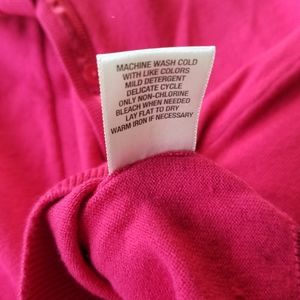 MACHINE WASH COLD
WITH LIKE COLORS
MILD DETERGENT
DELICATE CYCLE
ONLY NON-CHLORINE
BLEACH WHEN NEEDED
LAY FLAT TO DRY
WARM IRON IF NECESSARY